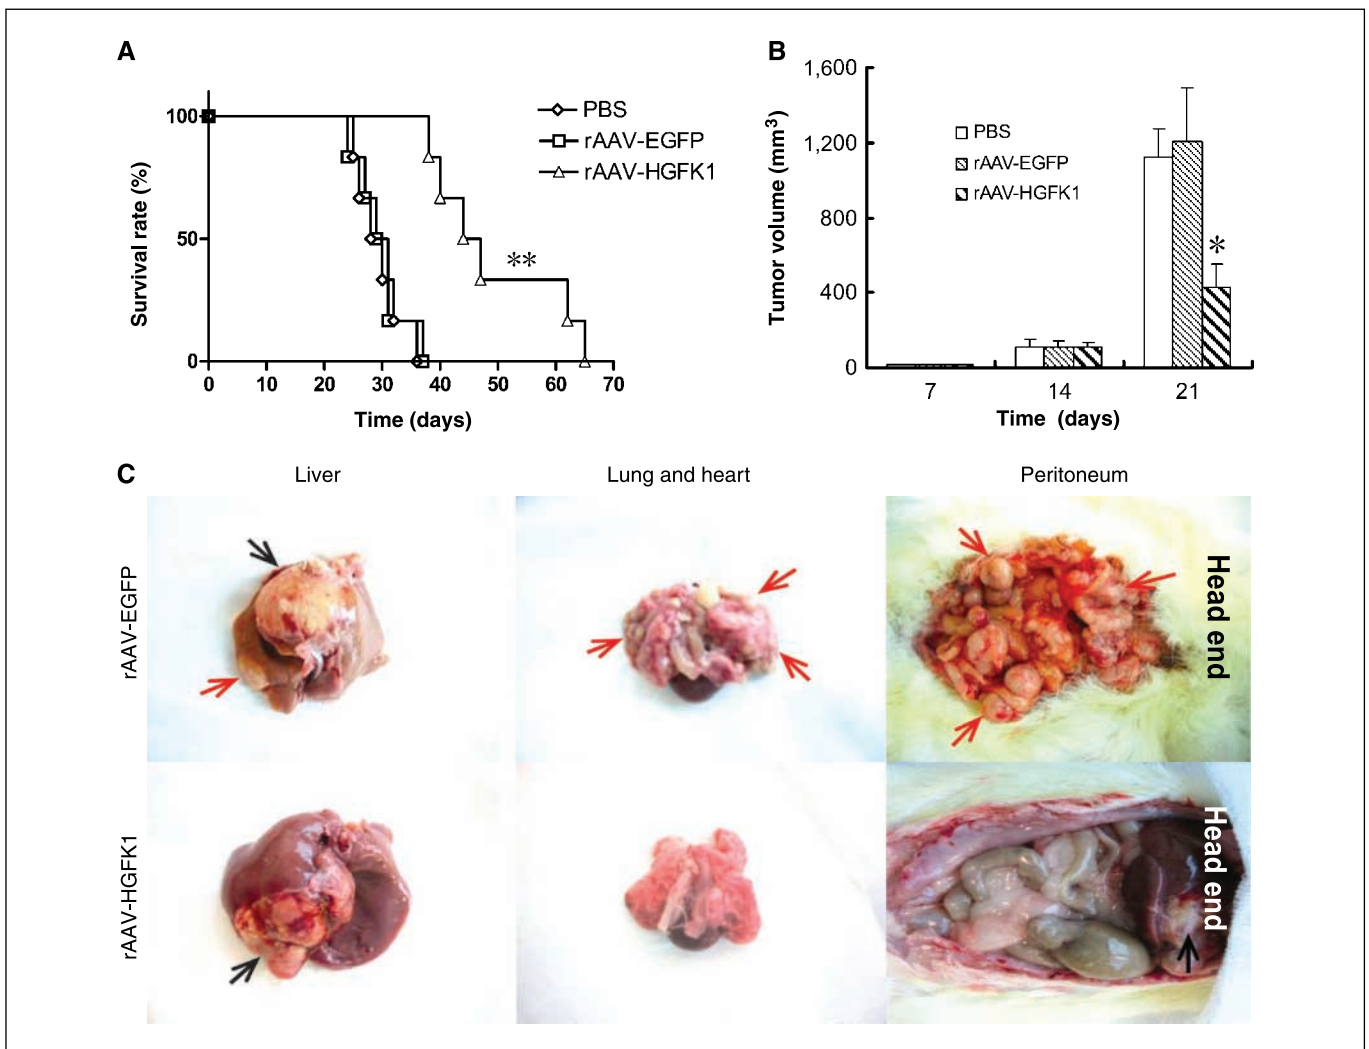 A
Survival rate (%)
100
50
0
0 10 20 30 40 50 60 70
Time (days)
PBS
rAAV-EGFP
rAAV-HGFK1
**
B
Tumor volume (mm³)
1,600
1,200
800
400
0
PBS
rAAV-EGFP
rAAV-HGFK1
*
7 14 21
Time (days)
C
Liver Lung and heart Peritoneum
rAAV-EGFP
Head end
rAAV-HGFK1
Head end